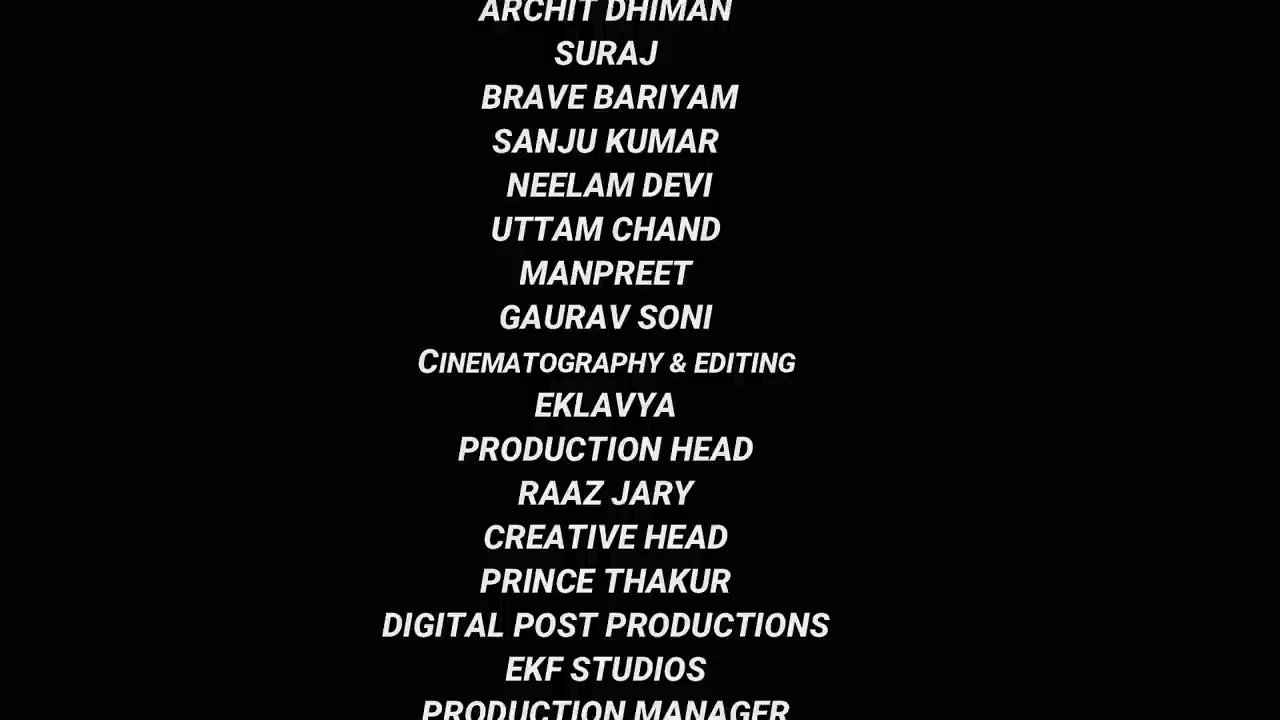 ARCHIT DHIMAN
SURAJ
BRAVE BARIYAM
SANJU KUMAR
NEELAM DEVI
UTTAM CHAND
MANPREET
GAURAV SONI
CINEMATOGRAPHY & EDITING
EKLAVYA
PRODUCTION HEAD
RAAZ JARY
CREATIVE HEAD
PRINCE THAKUR
DIGITAL POST PRODUCTIONS
EKF STUDIOS
PRODUCTION MANAGER